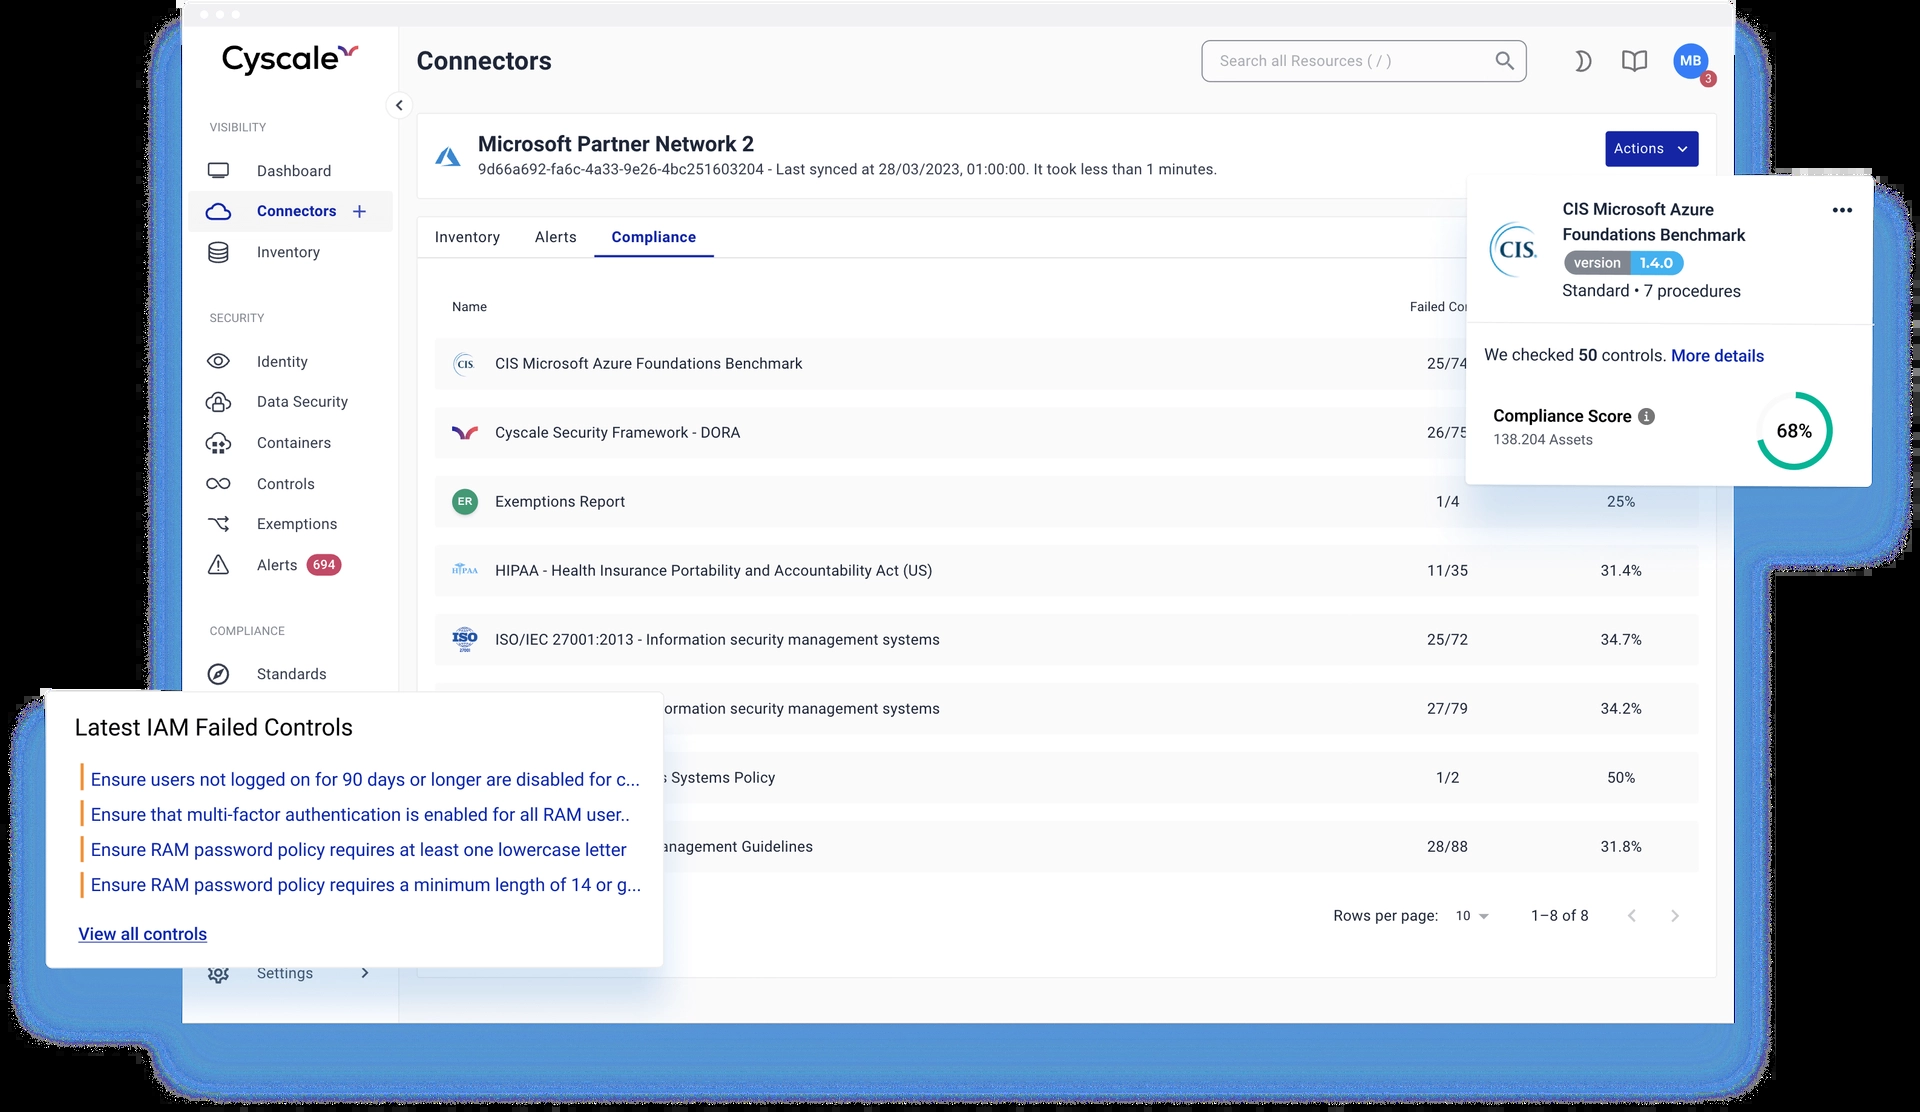 Cyscale
Connectors
Search all Resources ( / )
MB
3
VISIBILITY
Dashboard
Connectors +
Inventory
SECURITY
Identity
Data Security
Containers
Controls
Exemptions
Alerts 694
COMPLIANCE
Standards
Settings
Microsoft Partner Network 2
9d66a692-fa6c-4a33-9e26-4bc251603204 - Last synced at 28/03/2023, 01:00:00. It took less than 1 minutes.
Actions
Inventory Alerts Compliance
Name Failed
CIS CIS Microsoft Azure Foundations Benchmark 25/74
Cyscale Security Framework - DORA 26/75
ER Exemptions Report 1/4 25%
HIPAA HIPAA - Health Insurance Portability and Accountability Act (US) 11/35 31.4%
ISO 27001 ISO/IEC 27001:2013 - Information security management systems 25/72 34.7%
security management systems 27/79 34.2%
Systems Policy 1/2 50%
Guidelines 28/88 31.8%
Rows per page: 10 1–8 of 8
CIS.
CIS Microsoft Azure
Foundations Benchmark
version 1.4.0
Standard • 7 procedures
We checked 50 controls. More details
Compliance Score
138.204 Assets
68%
Latest IAM Failed Controls
Ensure users not logged on for 90 days or longer are disabled for c...
Ensure that multi-factor authentication is enabled for all RAM user..
Ensure RAM password policy requires at least one lowercase letter
Ensure RAM password policy requires a minimum length of 14 or g...
View all controls